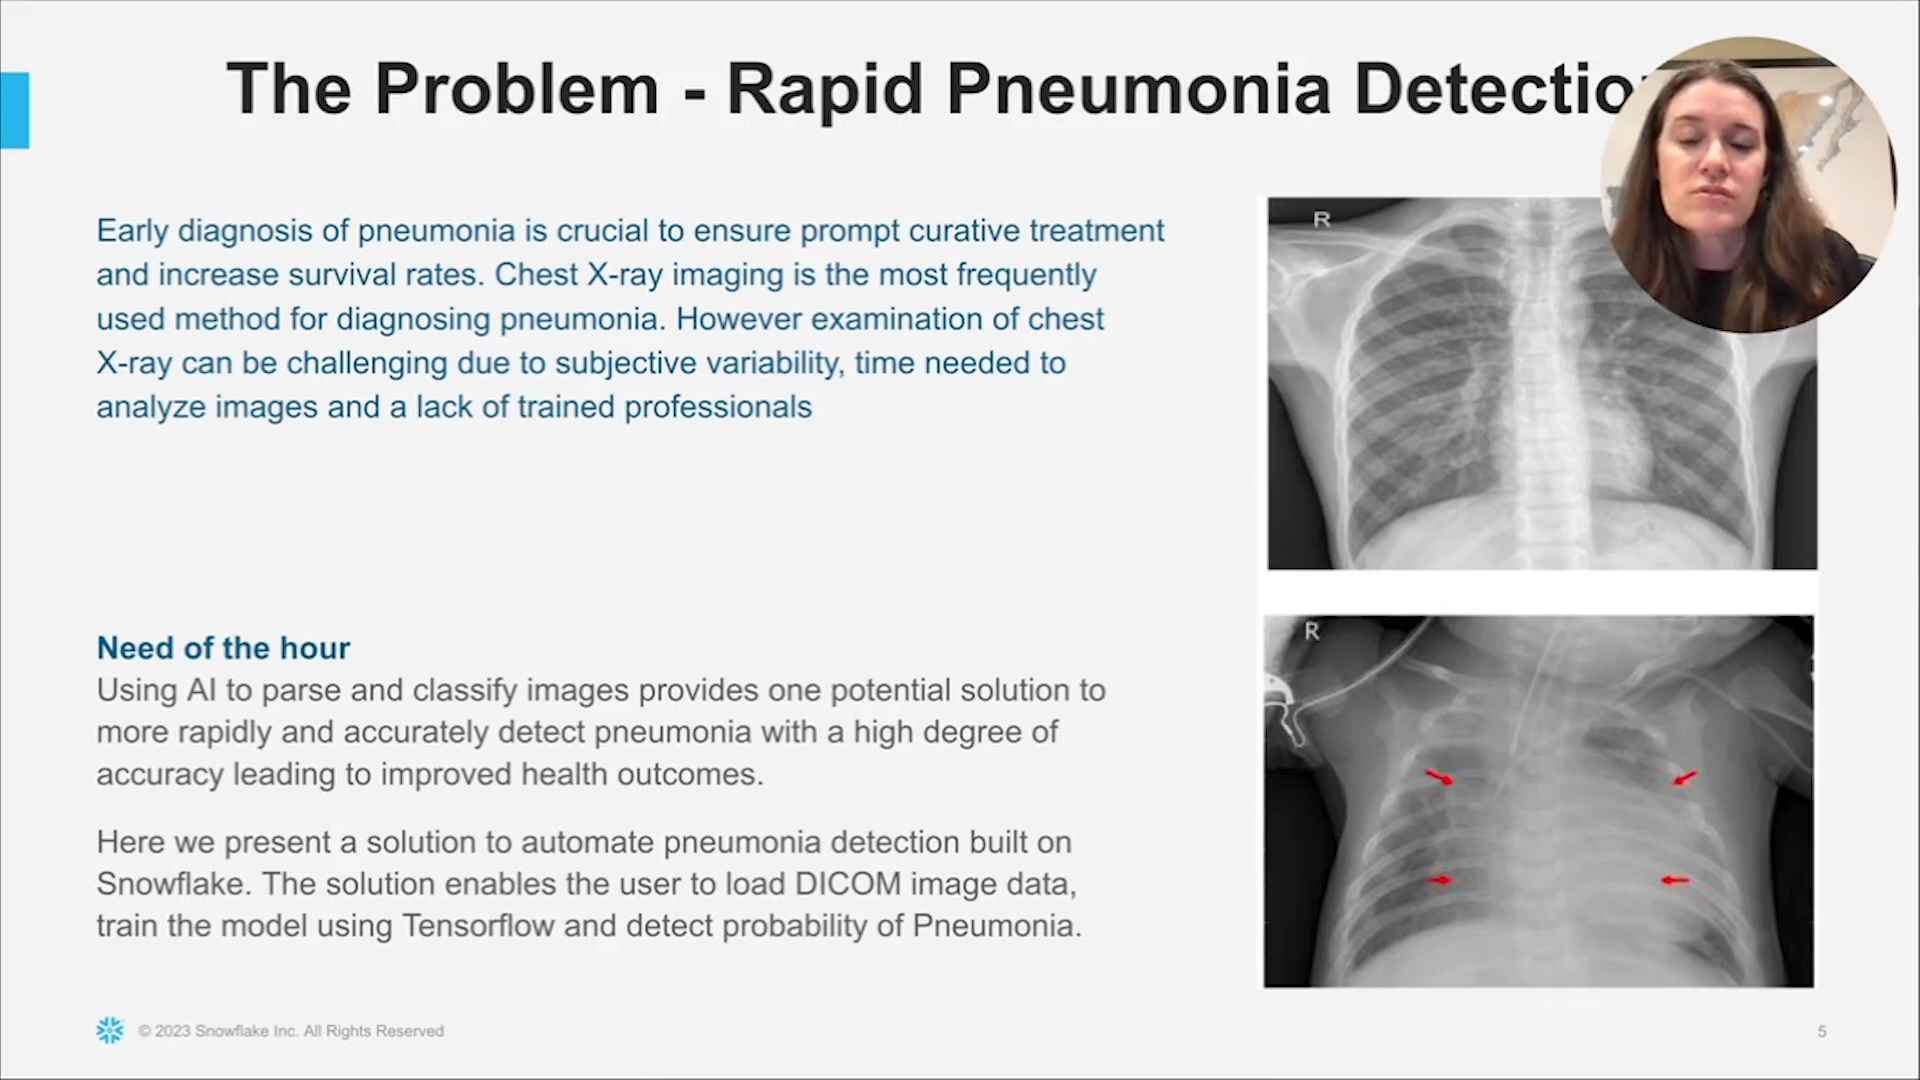 The Problem - Rapid Pneumonia Detectio
Early diagnosis of pneumonia is crucial to ensure prompt curative treatment
and increase survival rates. Chest X-ray imaging is the most frequently
used method for diagnosing pneumonia. However examination of chest
X-ray can be challenging due to subjective variability, time needed to
analyze images and a lack of trained professionals
R
Need of the hour
Using AI to parse and classify images provides one potential solution to
more rapidly and accurately detect pneumonia with a high degree of
accuracy leading to improved health outcomes.
Here we present a solution to automate pneumonia detection built on
Snowflake. The solution enables the user to load DICOM image data,
train the model using Tensorflow and detect probability of Pneumonia.
R
© 2023 Snowflake Inc. All Rights Reserved
5